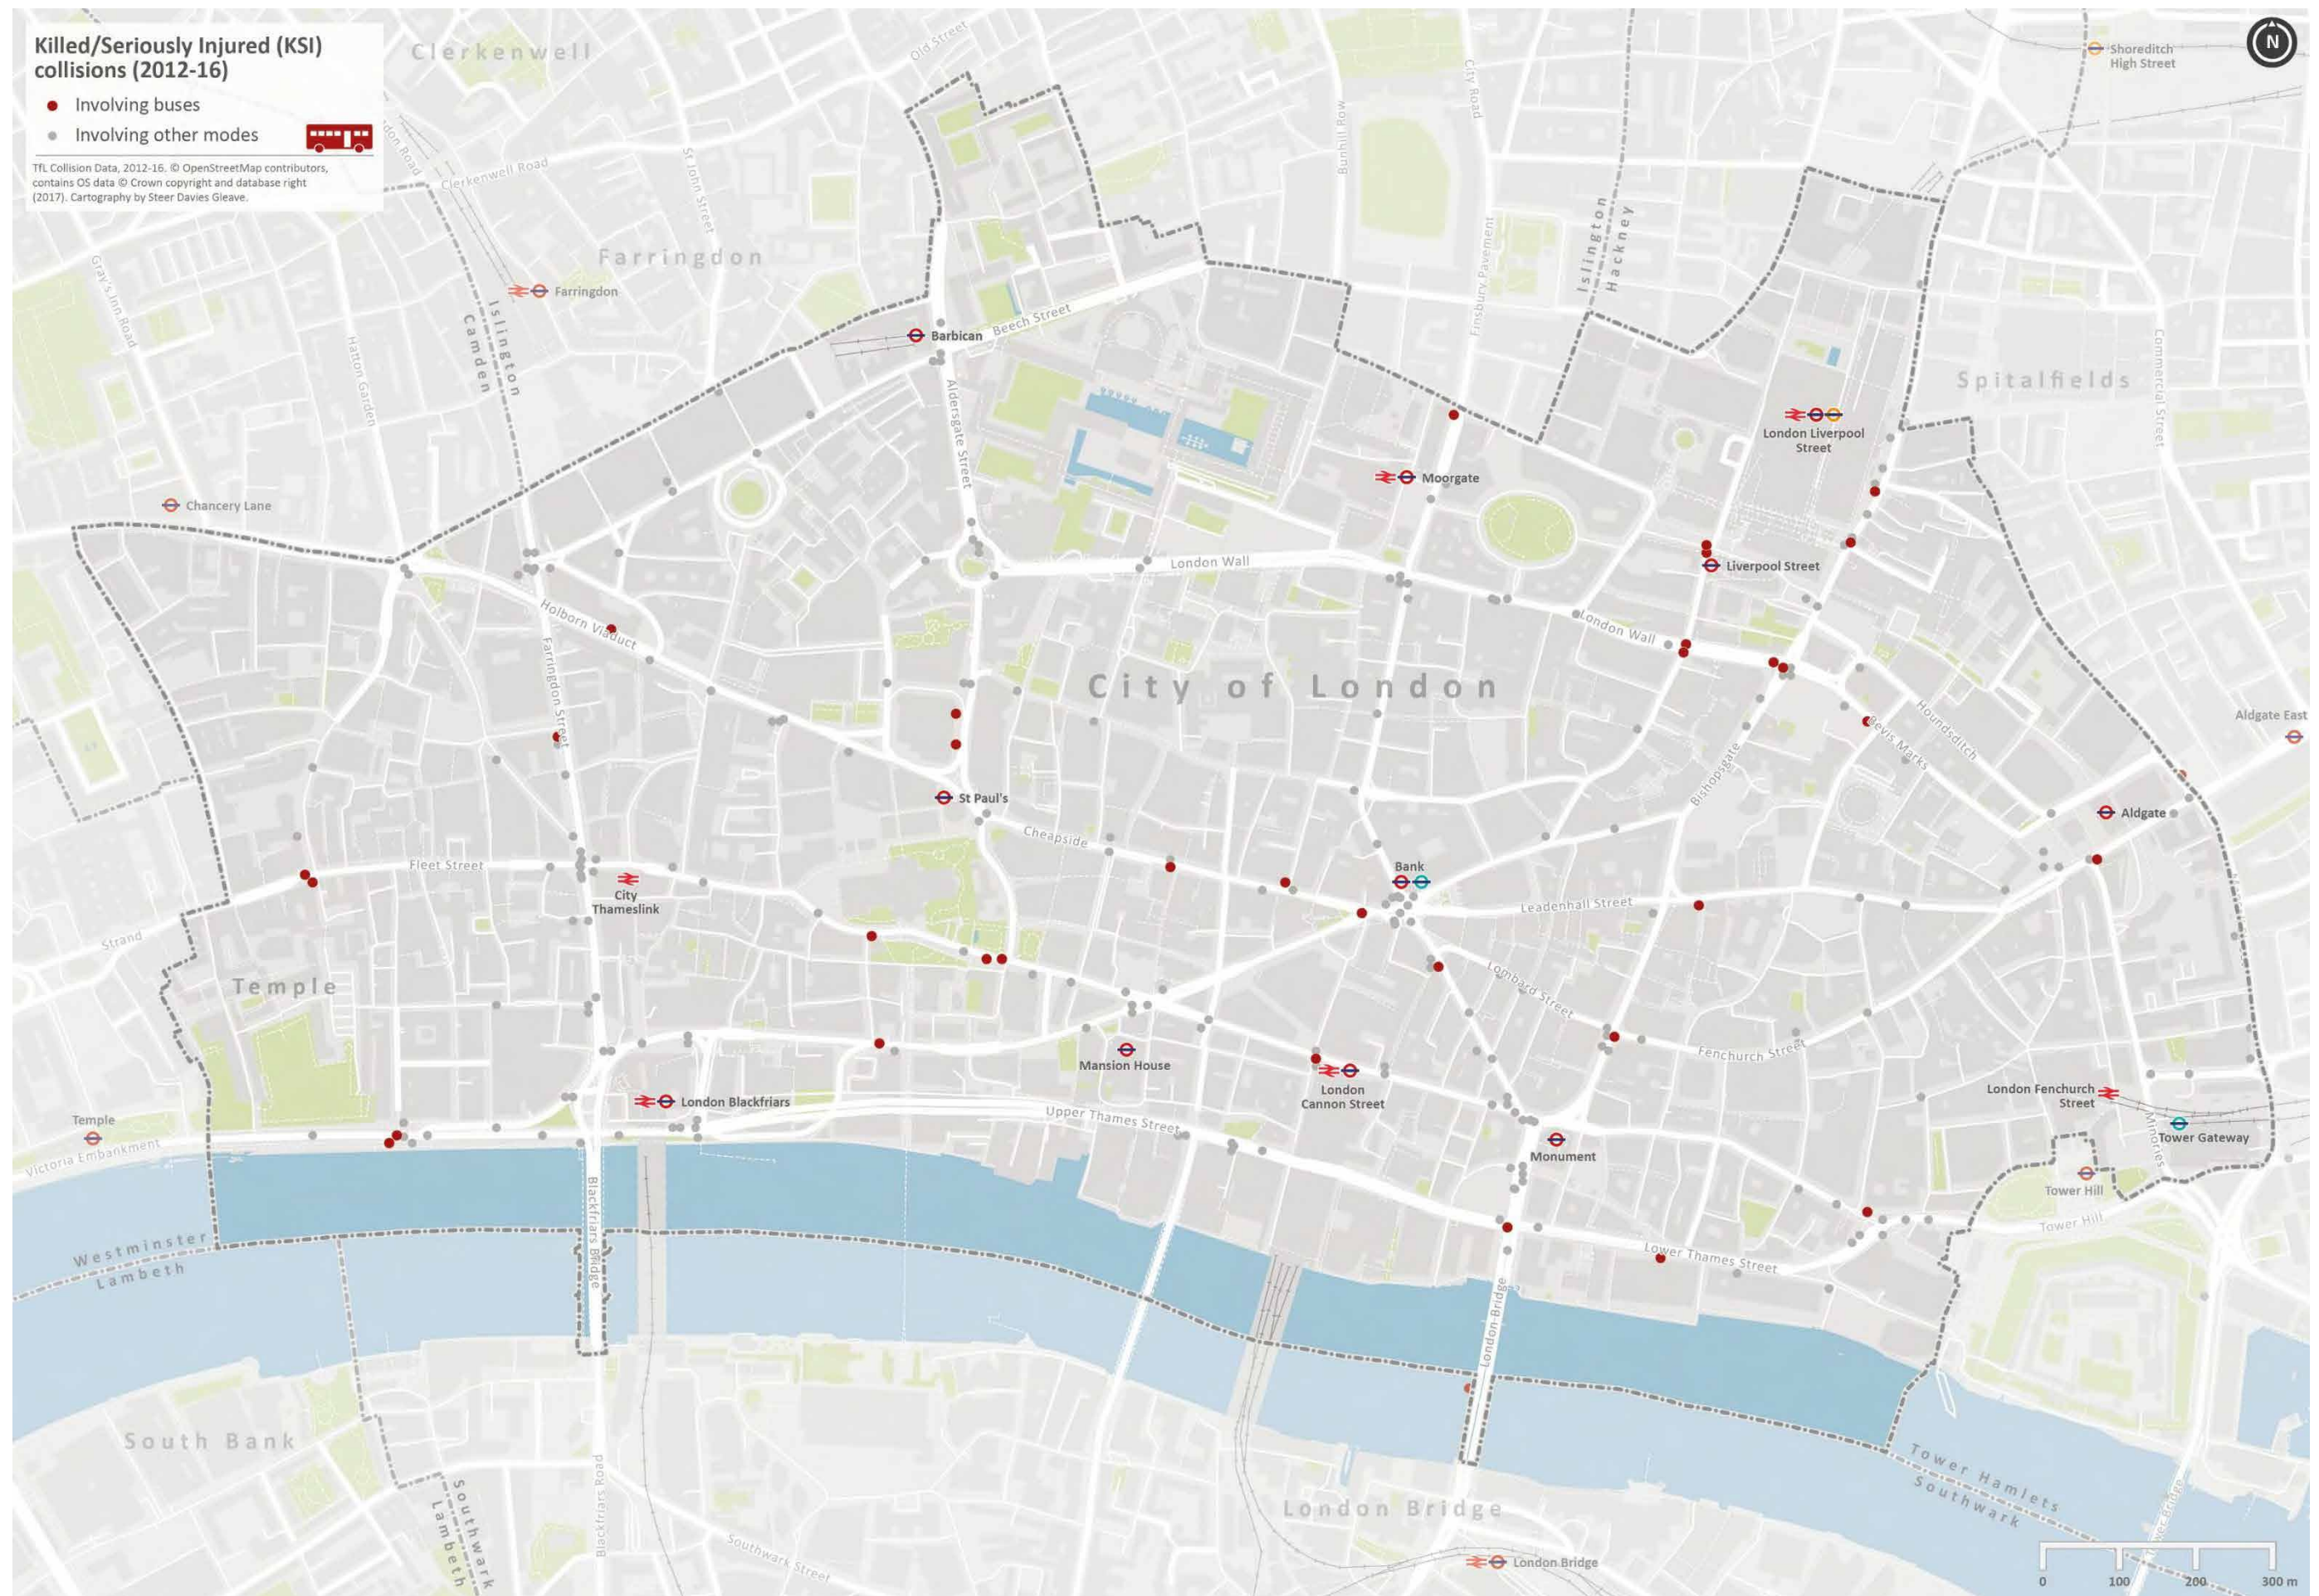 Killed/Seriously Injured (KSI)
collisions (2012-16)
Involving buses
Involving other modes
TfL Collision Data, 2012-16. © OpenStreetMap contributors,
contains OS data © Crown copyright and database right
(2017). Cartography by Steer Davies Gleave.
N
Clerkenwell
Old Street
City Road
Shoreditch
High Street
Bunhill Row
Clerkenwell Road
St John Street
Islington
Hackney
Finsbury Pavement
Farringdon
Farringdon
Gray's Inn Road
Hatton Garden
Islington
Camden
Barbican
Beech Street
Aldersgate Street
Commercial Street
Spitalfields
London Liverpool
Street
Moorgate
Chancery Lane
London Wall
Liverpool Street
Holborn Viaduct
London Wall
Farringdon Street
City of London
Houndsditch
Bevis Marks
Aldgate East
Bishopsgate
St Paul's
Aldgate
Cheapside
Fleet Street
Bank
City
Thameslink
Leadenhall Street
Strand
Temple
Lombard Street
Mansion House
Fenchurch Street
London
Cannon Street
London Fenchurch
Street
London Blackfriars
Upper Thames Street
Temple
Victoria Embankment
Minories
Tower Gateway
Monument
Tower Hill
Tower Hill
Blackfriars Bridge
Westminster
Lambeth
Lower Thames Street
London Bridge
South Bank
Tower Hamlets
Southwark
Southwark
Lambeth
Blackfriars Road
London Bridge
Southwark Street
London Bridge
0 100 200 300 m